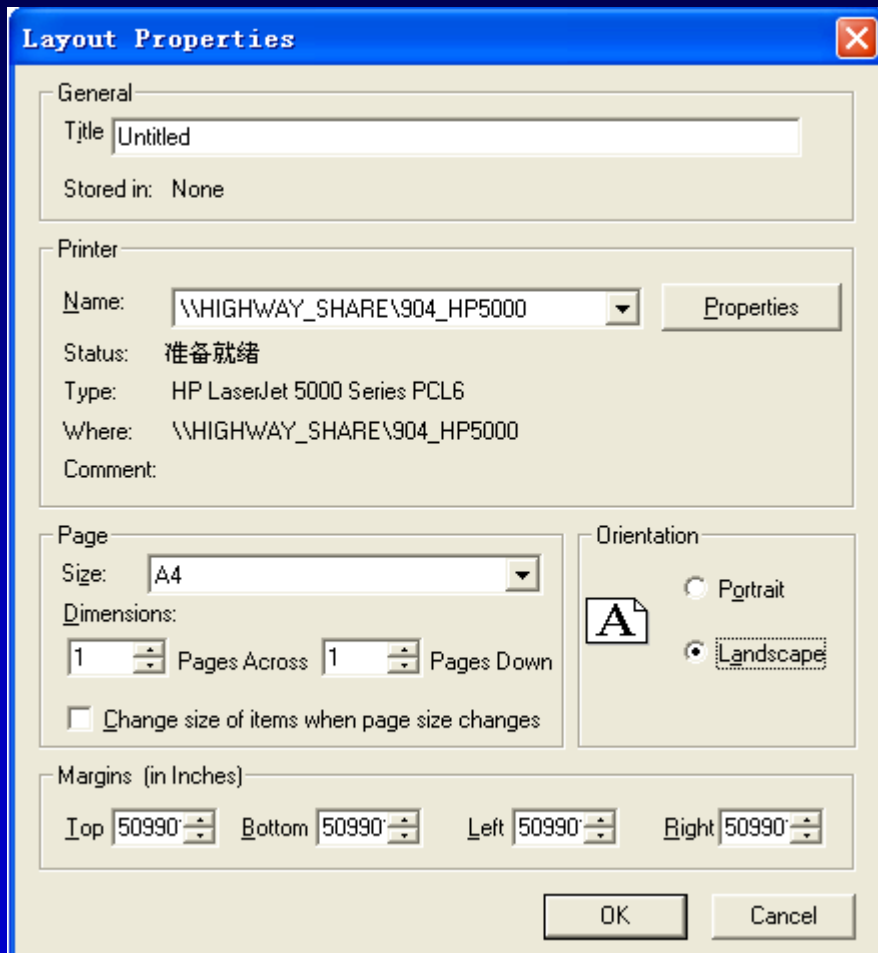 Layout Properties
General
Title Untitled
Stored in: None
Printer
Name: \\HIGHWAY_SHARE\904_HP5000 Properties
Status: 准备就绪
Type: HP LaserJet 5000 Series PCL6
Where: \\HIGHWAY_SHARE\904_HP5000
Comment:
Page
Size: A4
Dimensions:
1 Pages Across 1 Pages Down
Change size of items when page size changes
Orientation
A
Portrait
Landscape
Margins (in Inches)
Top 50990 Bottom 50990 Left 50990 Right 50990
OK Cancel